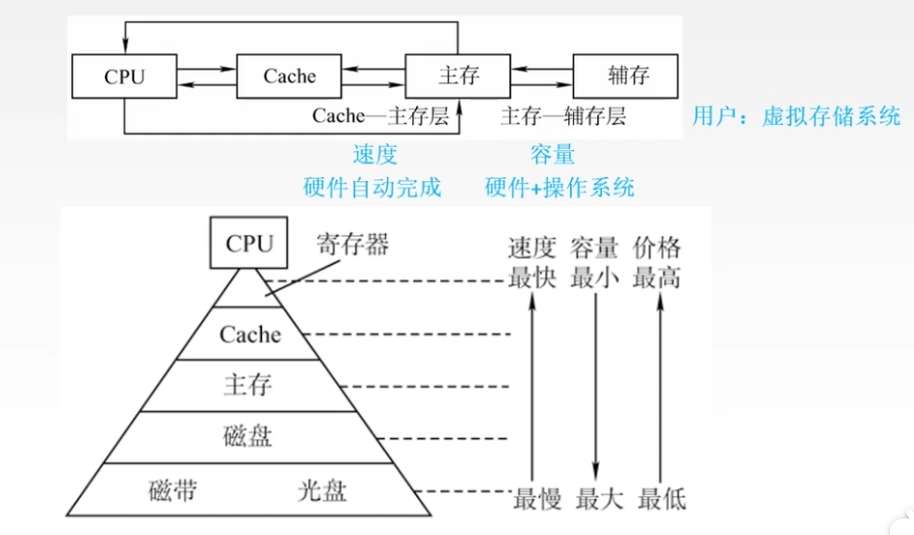 CPU
Cache
主存
辅存
Cache—主存层
主存—辅存层
用户：虚拟存储系统
速度
容量
硬件自动完成
硬件+操作系统
CPU
寄存器
速度 容量 价格
最快 最小 最高
Cache
主存
磁盘
磁带 光盘
最慢 最大 最低